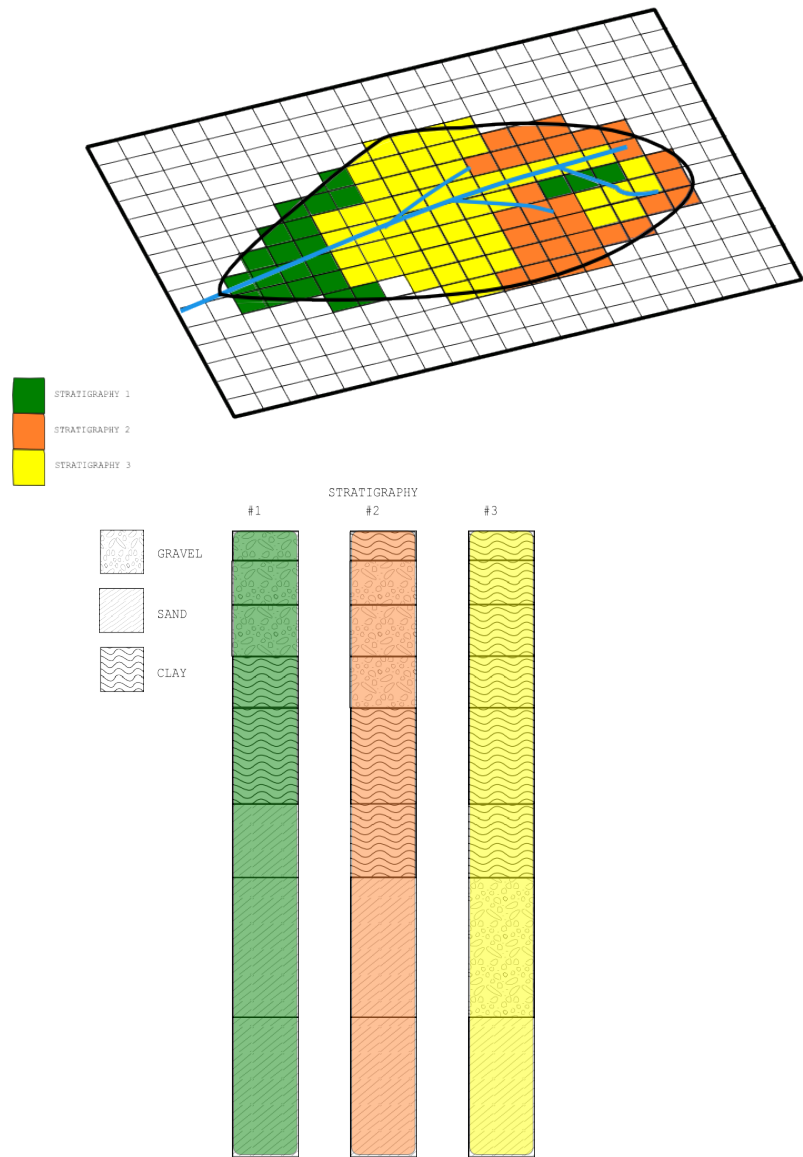 STRATIGRAPHY 1
STRATIGRAPHY 2
STRATIGRAPHY 3
STRATIGRAPHY
#1 #2 #3
GRAVEL
SAND
CLAY